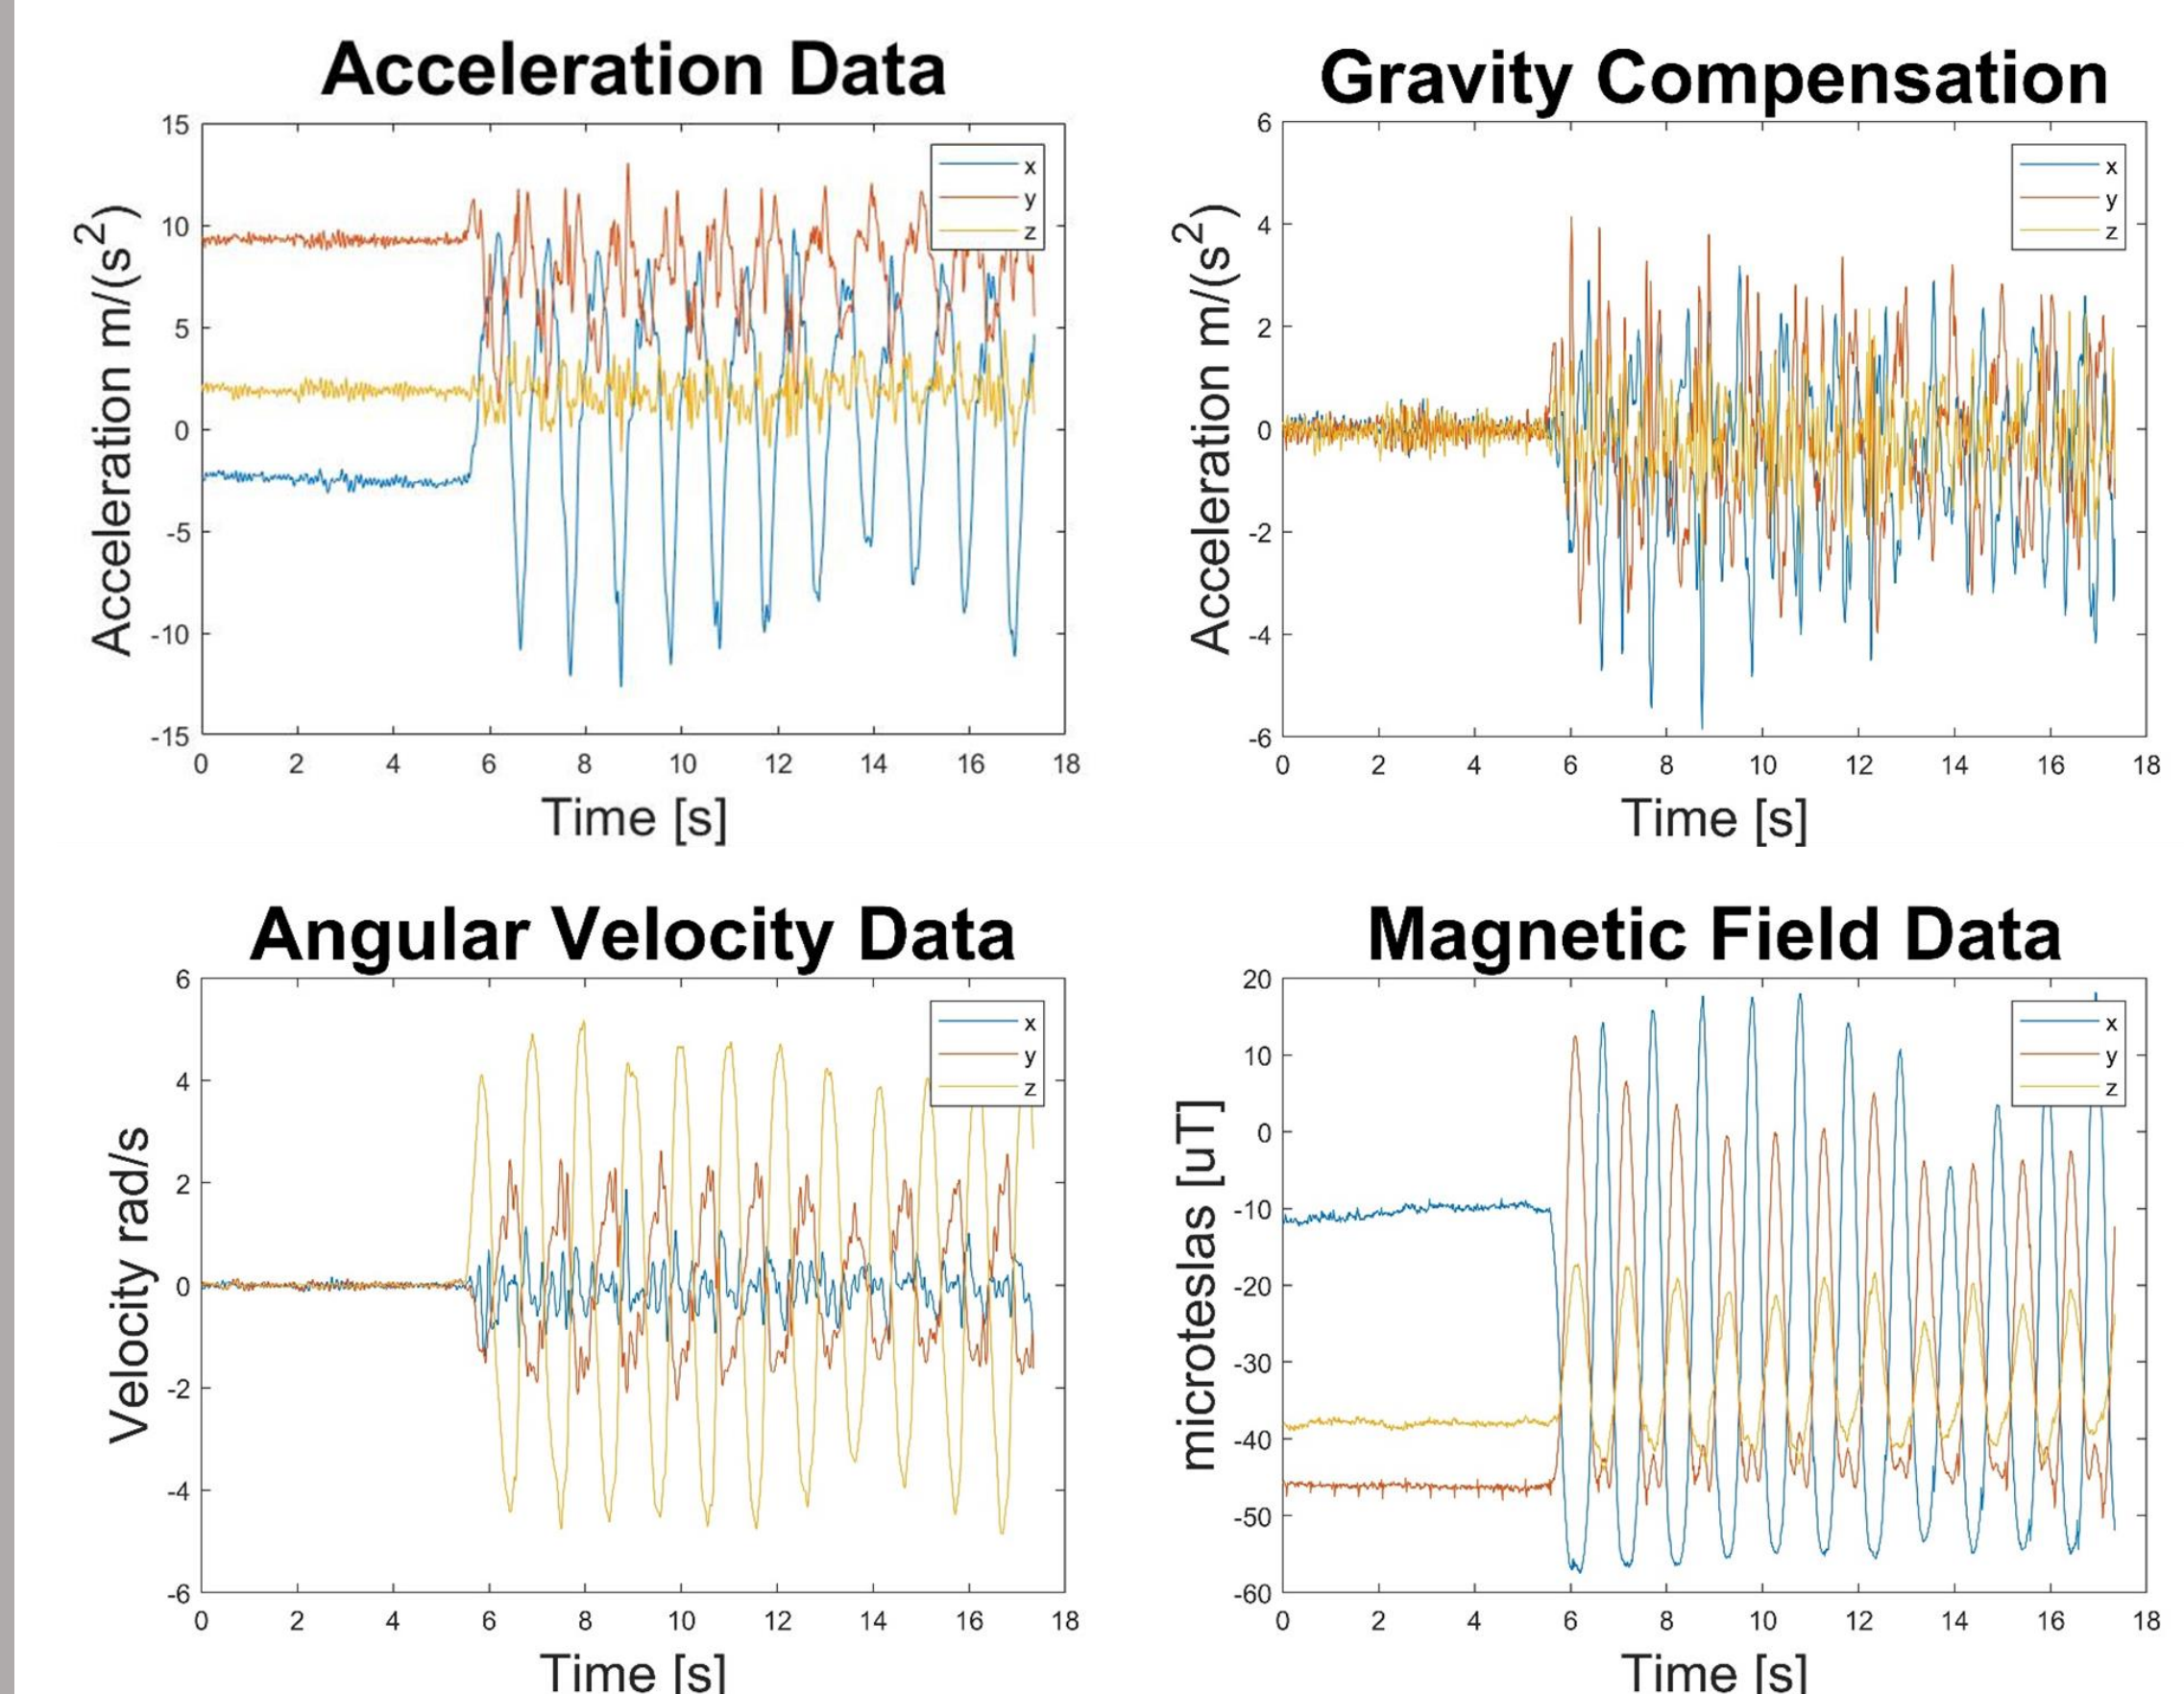 Acceleration Data
Acceleration m/(s²)
15
10
5
0
-5
-10
-15
0 2 4 6 8 10 12 14 16 18
Time [s]
x
y
z
Gravity Compensation
Acceleration m/(s²)
6
4
2
0
-2
-4
-6
0 2 4 6 8 10 12 14 16 18
Time [s]
x
y
z
Angular Velocity Data
Velocity rad/s
6
4
2
0
-2
-4
-6
0 2 4 6 8 10 12 14 16 18
Time [s]
x
y
z
Magnetic Field Data
microteslas [uT]
20
10
0
-10
-20
-30
-40
-50
-60
0 2 4 6 8 10 12 14 16 18
Time [s]
x
y
z